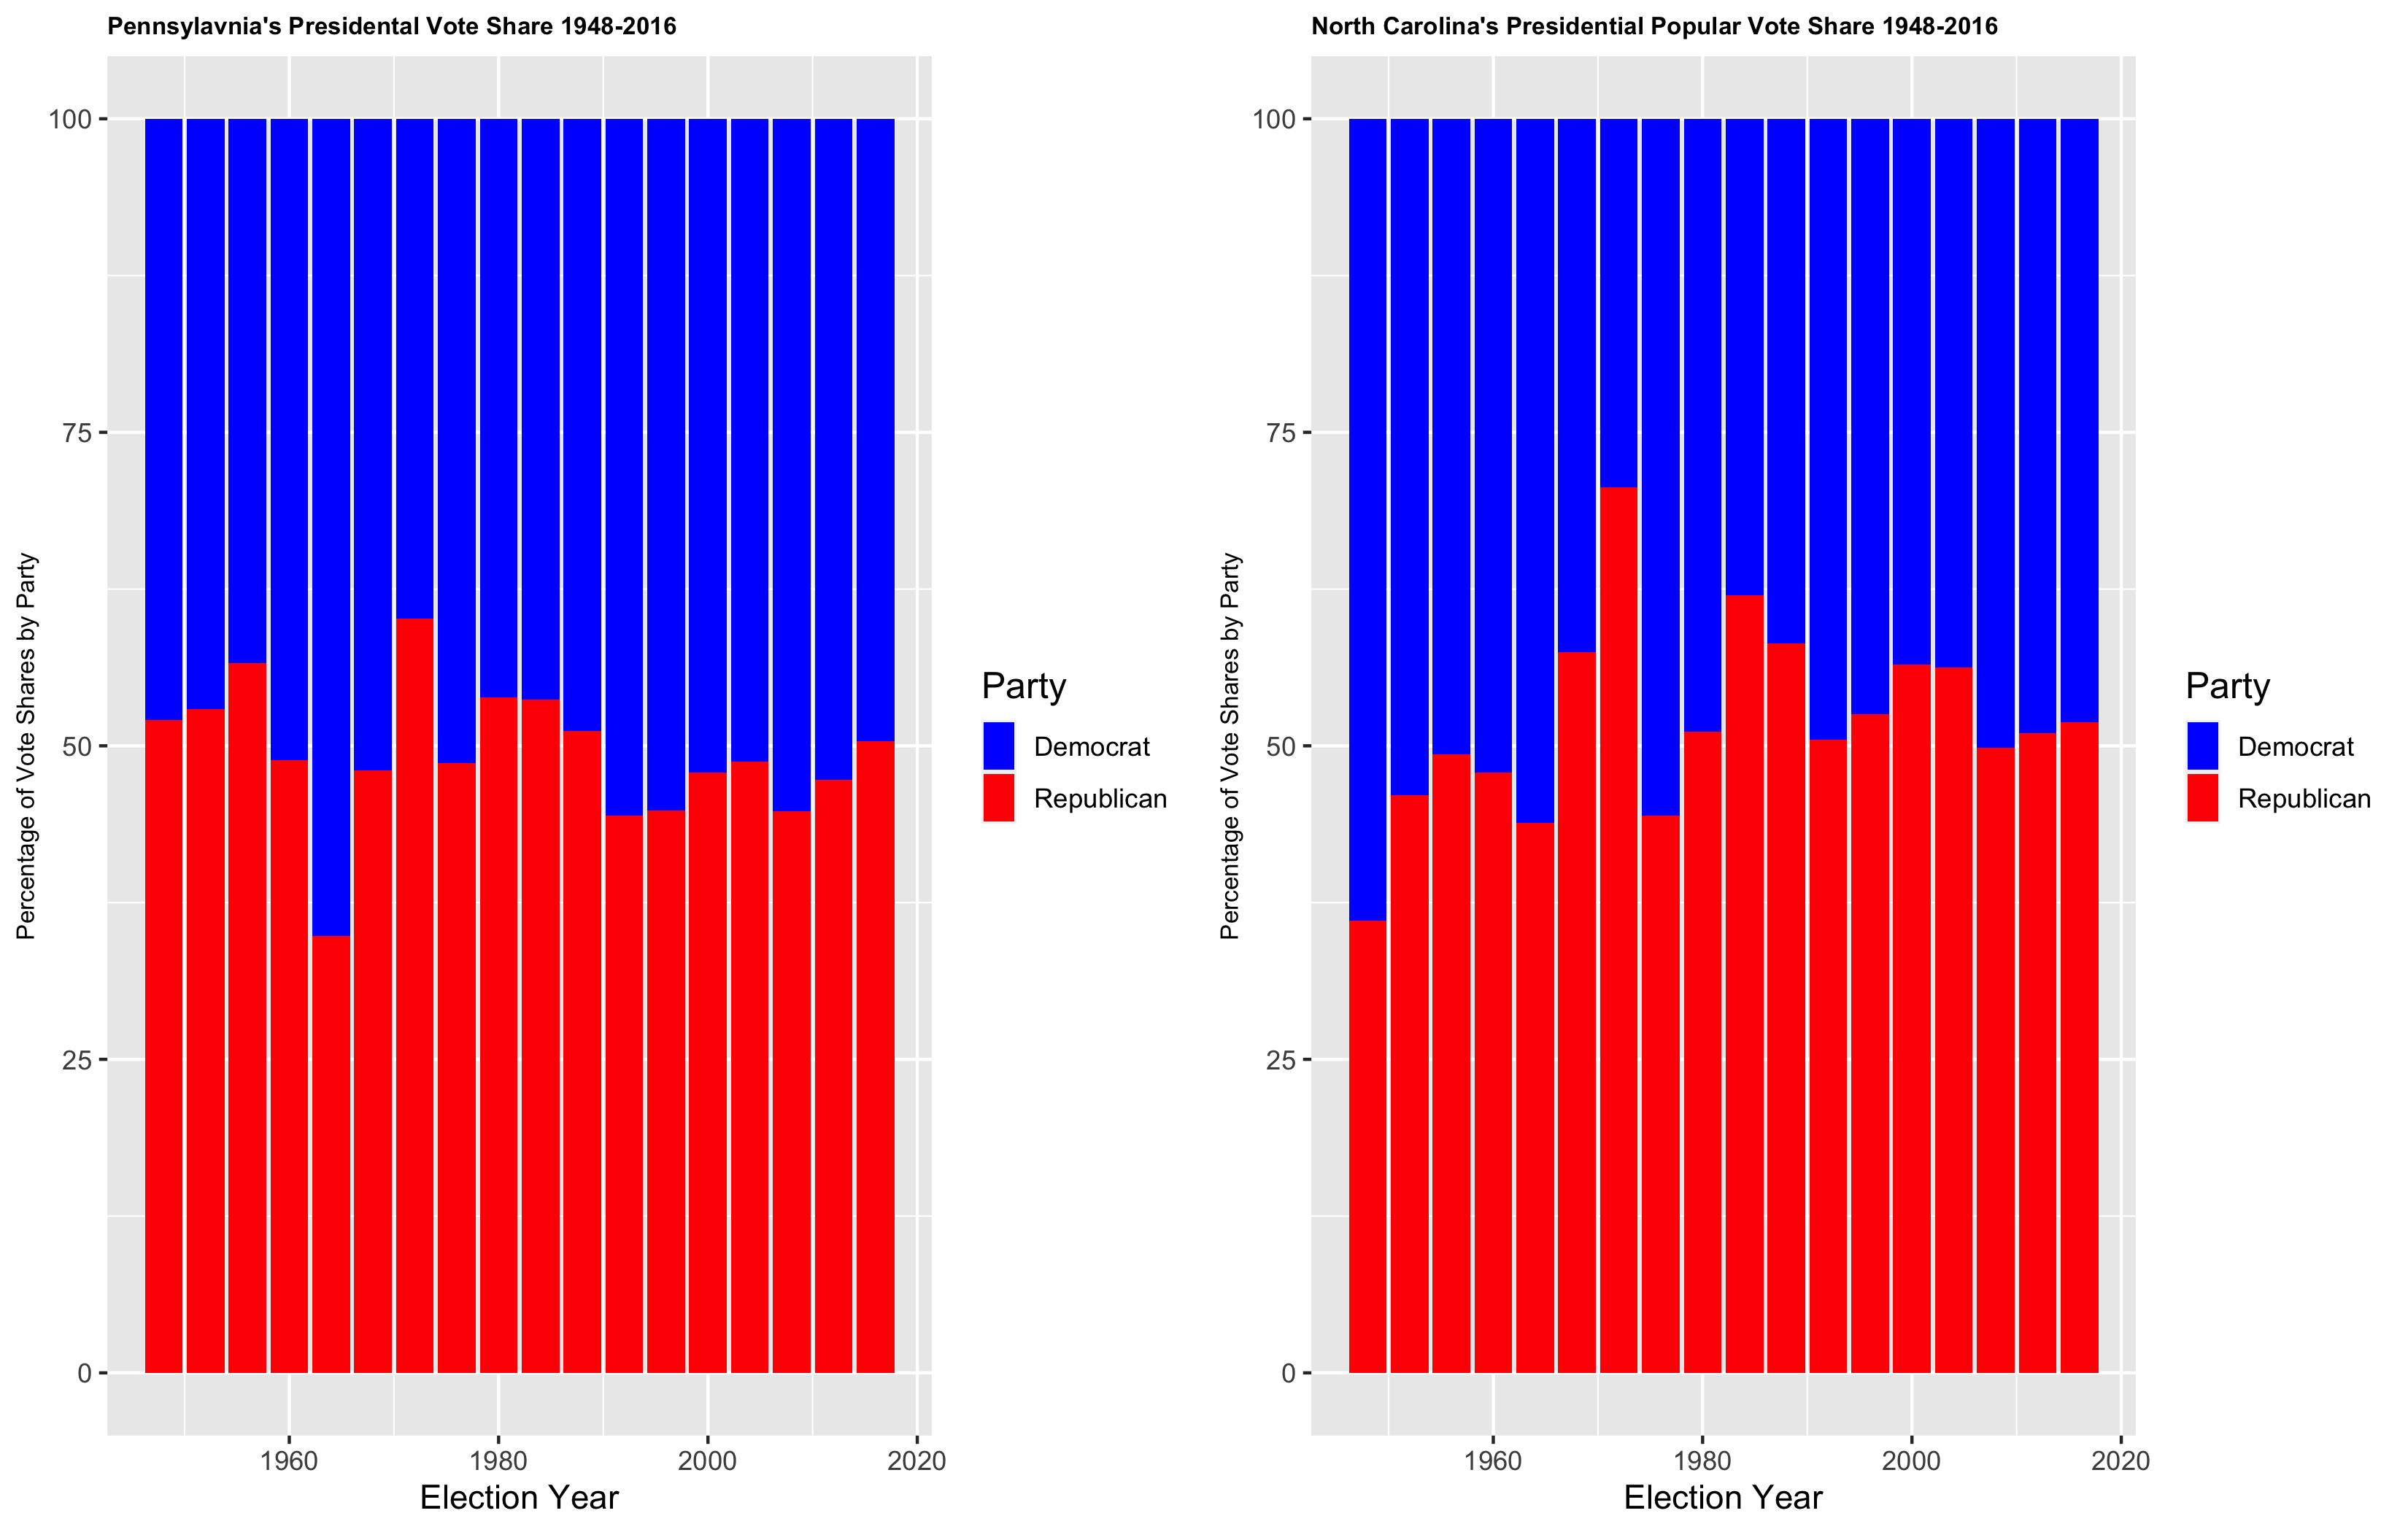 Pennsylavnia's Presidental Vote Share 1948-2016
100
75
50
25
0
Percentage of Vote Shares by Party
1960 1980 2000 2020
Election Year
Party
Democrat
Republican
North Carolina's Presidential Popular Vote Share 1948-2016
100
75
50
25
0
Percentage of Vote Shares by Party
1960 1980 2000 2020
Election Year
Party
Democrat
Republican